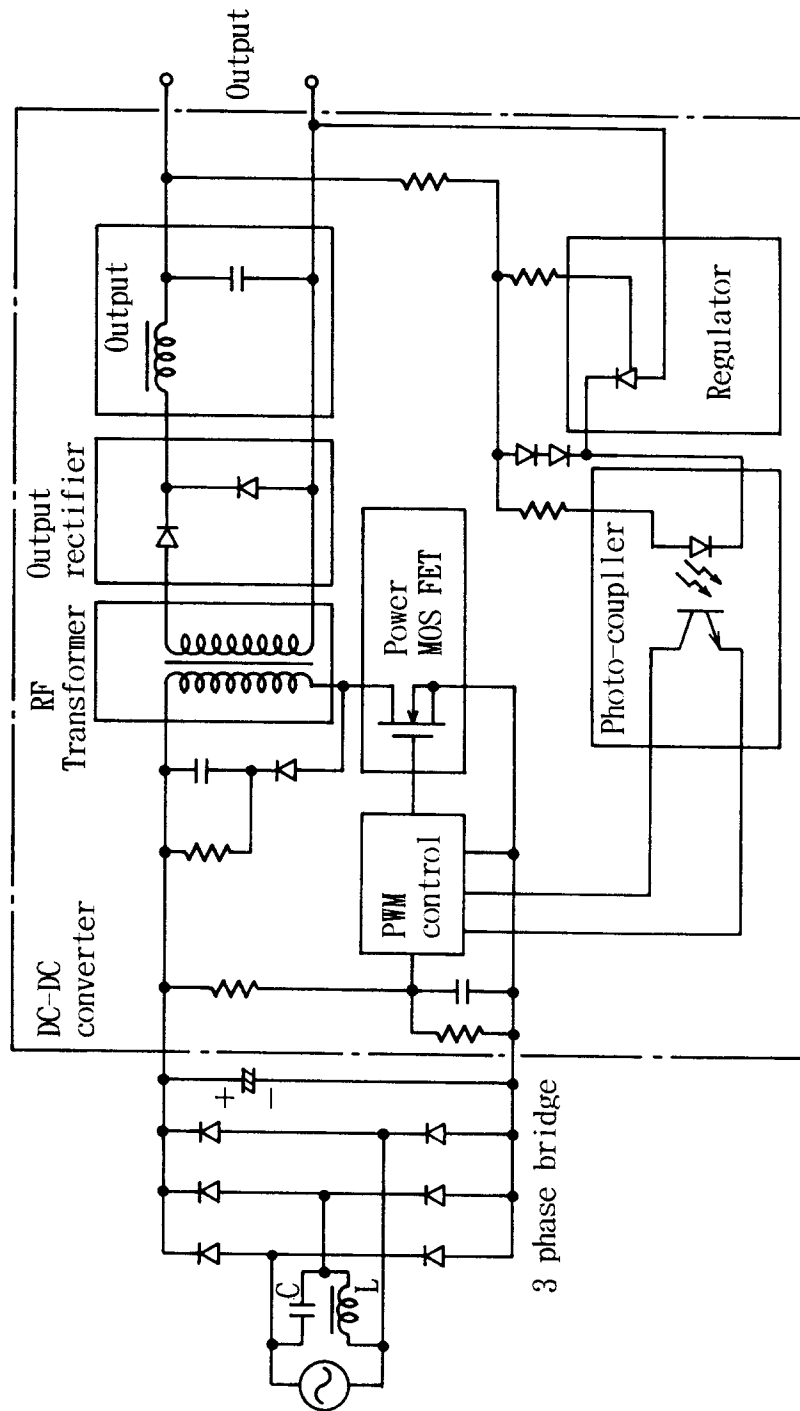 DC-DC
converter
RF
Transformer
Output
rectifier
Output
Output
+
-
C
L
3 phase bridge
PWM
control
Power
MOS FET
Photo-coupller
Regulator